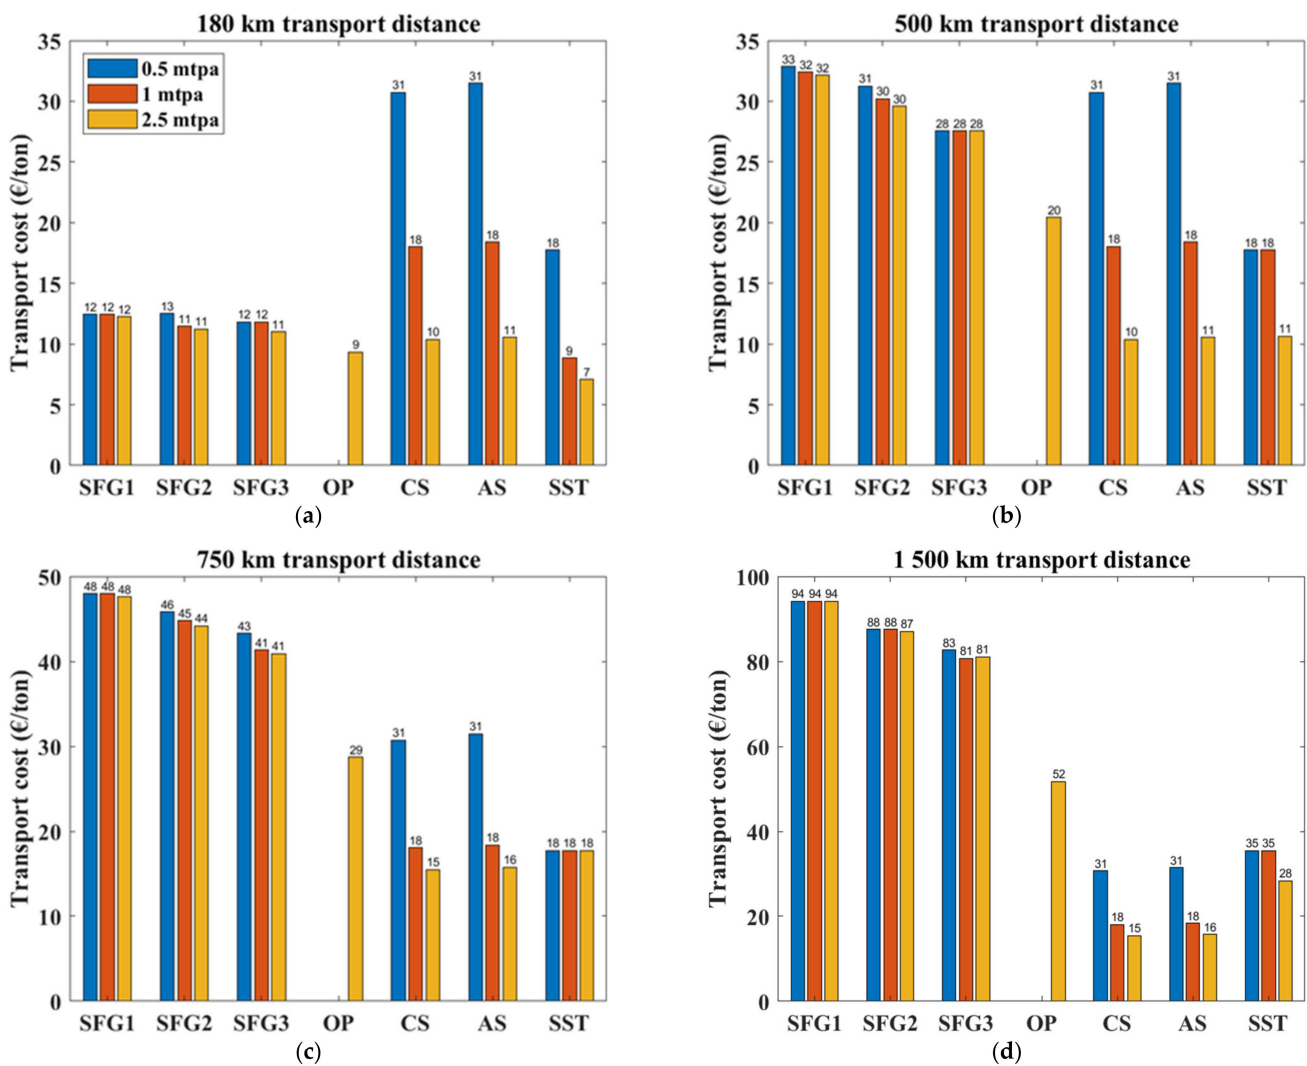 180 km transport distance
35
30
25
20
15
10
5
0
Transport cost (€/ton)
0.5 mtpa
1 mtpa
2.5 mtpa
12 12 12
13 11 11
12 12 11
9
31 18 10
31 18 11
18 9 7
SFG1 SFG2 SFG3 OP CS AS SST
(a)
500 km transport distance
35
30
25
20
15
10
5
0
Transport cost (€/ton)
33 32 32
31 30 30
28 28 28
20
31 18 10
31 18 11
18 18 11
SFG1 SFG2 SFG3 OP CS AS SST
(b)
750 km transport distance
50
40
30
20
10
0
Transport cost (€/ton)
48 48 48
46 45 44
43 41 41
29
31 18 15
31 18 16
18 18 18
SFG1 SFG2 SFG3 OP CS AS SST
(c)
1 500 km transport distance
100
80
60
40
20
0
Transport cost (€/ton)
94 94 94
88 88 87
83 81 81
52
31 18 15
31 18 16
35 35 28
SFG1 SFG2 SFG3 OP CS AS SST
(d)